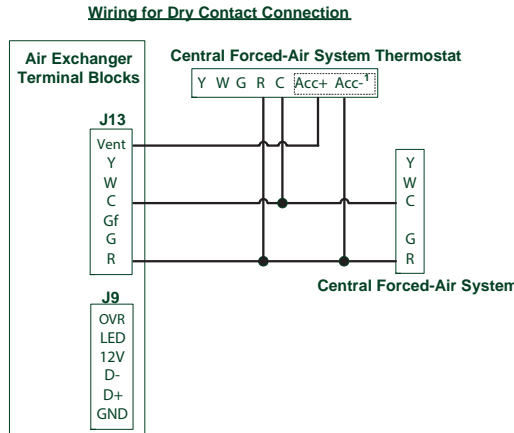 Wiring for Dry Contact Connection
Air Exchanger
Terminal Blocks
Central Forced-Air System Thermostat
Y W G R C Acc+ Acc-1
J13
Vent
Y
W
C
Gf
G
R
Y
W
C
G
R
Central Forced-Air System
J9
OVR
LED
12V
D-
D+
GND